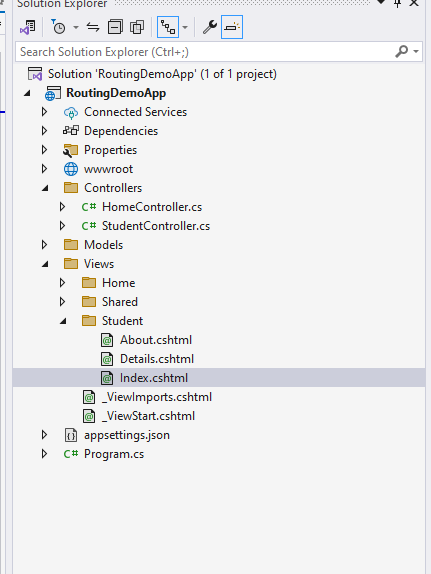 Solution Explorer
Search Solution Explorer (Ctrl+;)
Solution 'RoutingDemoApp' (1 of 1 project)
RoutingDemoApp
Connected Services
Dependencies
Properties
wwwroot
Controllers
C# HomeController.cs
C# StudentController.cs
Models
Views
Home
Shared
Student
@ About.cshtml
@ Details.cshtml
@ Index.cshtml
@ _ViewImports.cshtml
@ _ViewStart.cshtml
appsettings.json
C# Program.cs